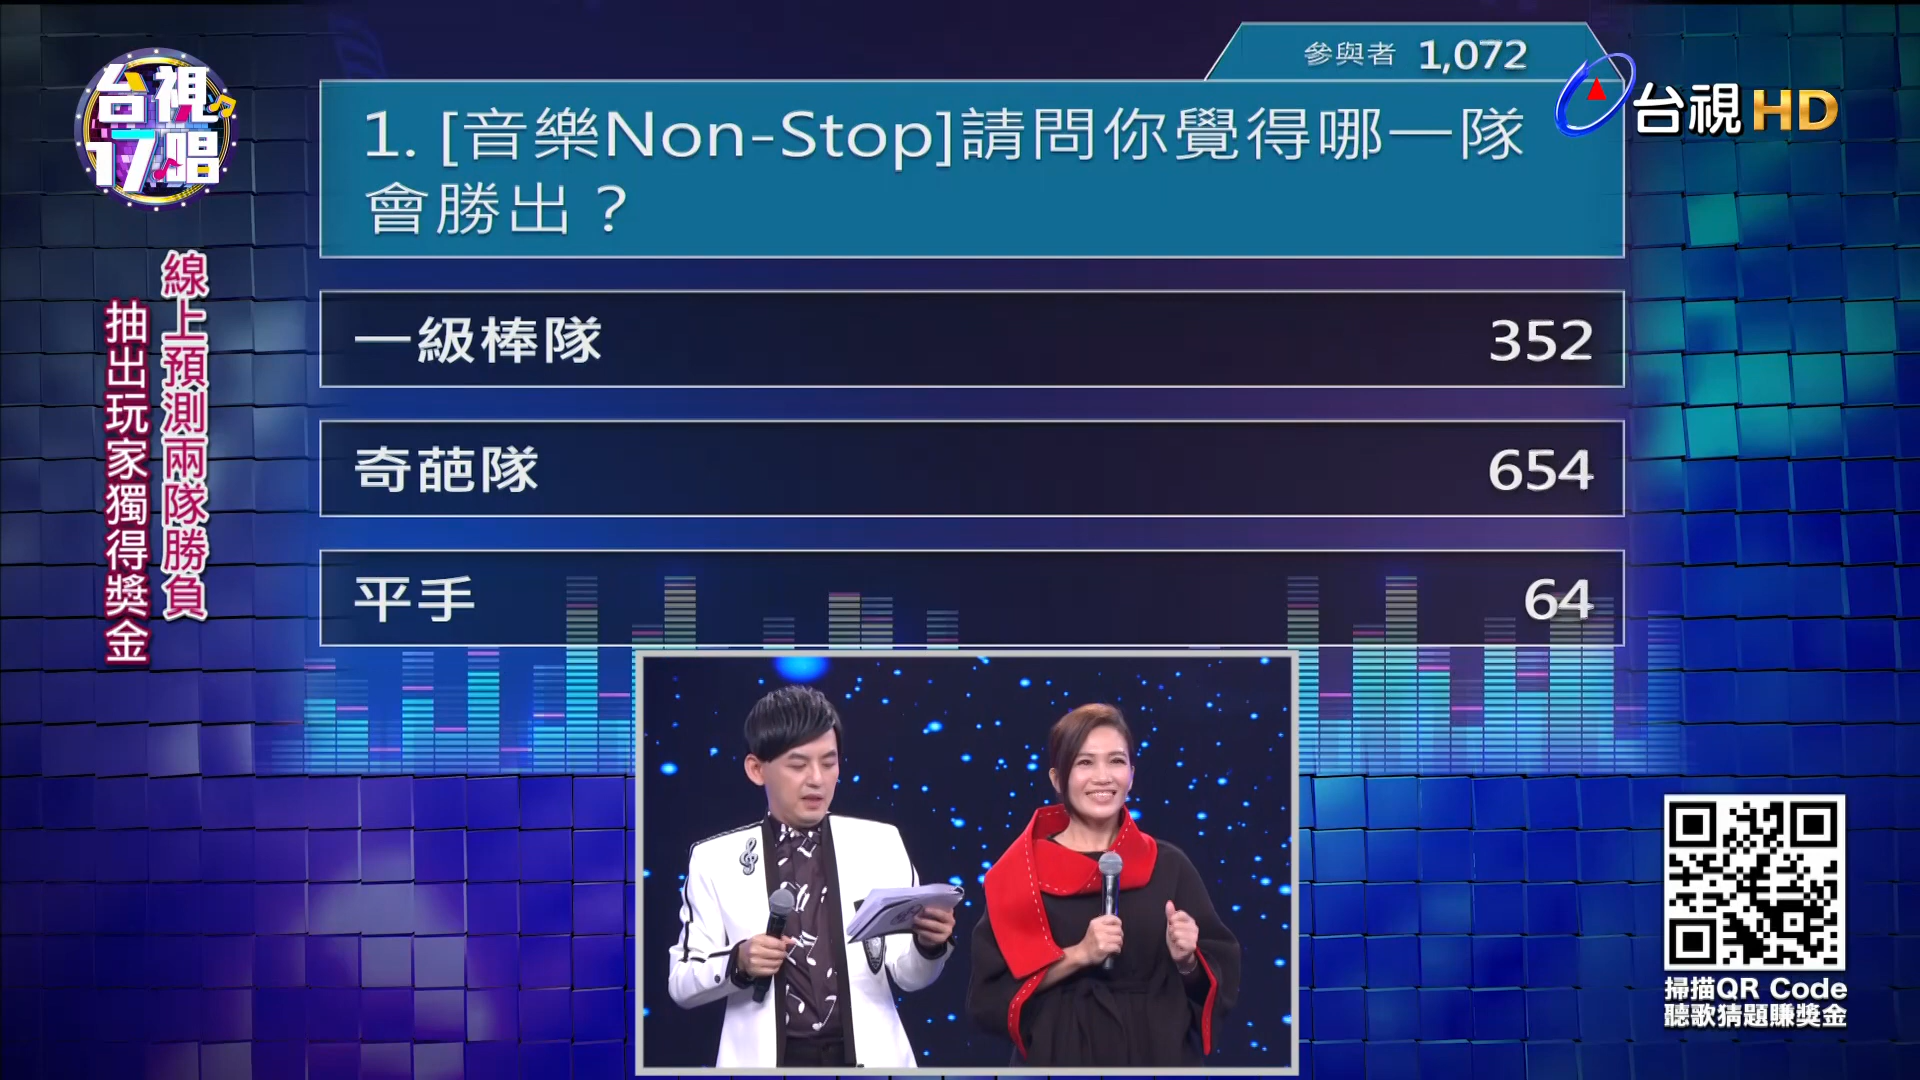 台視
17唱
參與者 1,072
台視HD
1. [音樂Non-Stop]請問你覺得哪一隊
會勝出？
一級棒隊 352
奇葩隊 654
平手 64
線上預測兩隊勝負
抽出玩家獨得獎金
掃描QR Code
聽歌猜題賺獎金